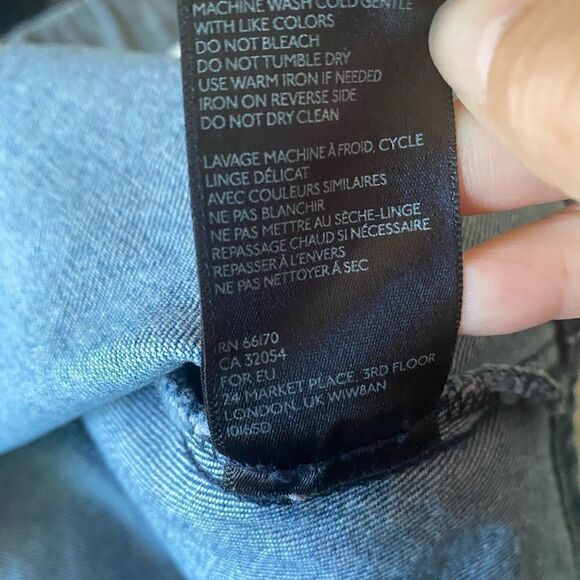 MACHINE WASH COLD GENTLE
WITH LIKE COLORS
DO NOT BLEACH
DO NOT TUMBLE DRY
USE WARM IRON IF NEEDED
IRON ON REVERSE SIDE
DO NOT DRY CLEAN
LAVAGE MACHINE À FROID, CYCLE
LINGE DÉLICAT
AVEC COULEURS SIMILAIRES
NE PAS BLANCHIR
NE PAS METTRE AU SÈCHE-LINGE
REPASSAGE CHAUD SI NÉCESSAIRE
REPASSER À L'ENVERS
NE PAS NETTOYER À SEC
RN 66170
CA 32054
FOR EU
24 MARKET PLACE, 3RD FLOOR
LONDON, UK W1W8AN
10165D